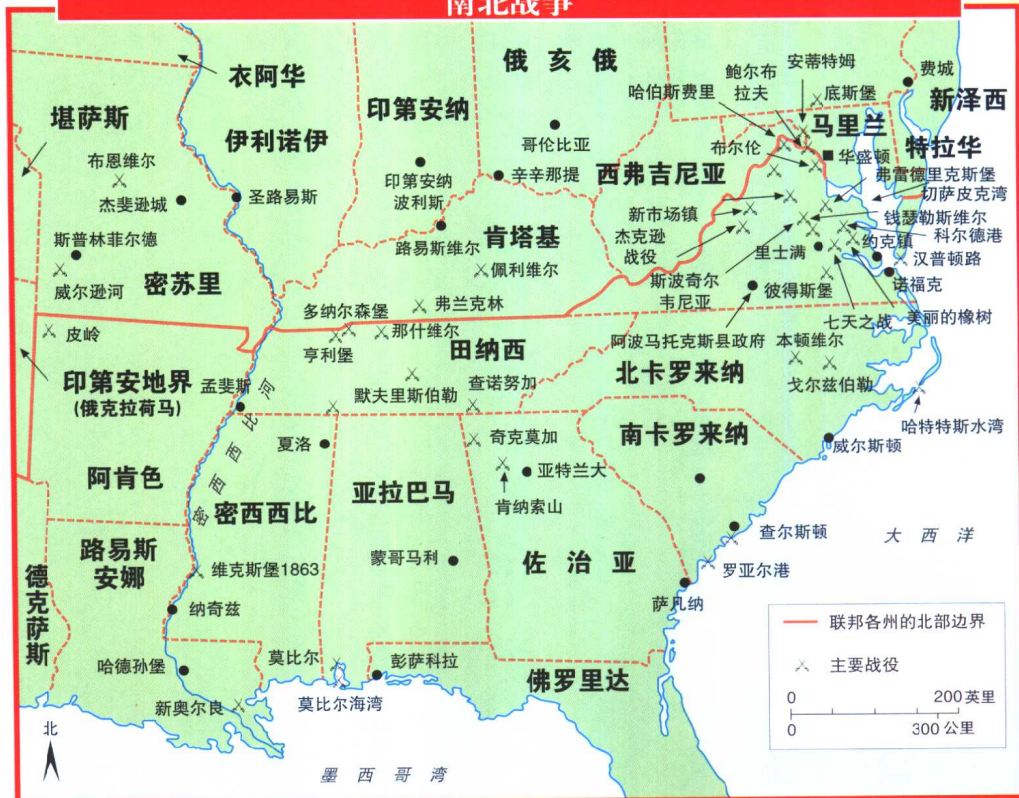 南北战争
衣阿华
俄亥俄
鲍尔布
拉夫
安蒂特姆
费城
哈伯斯费里
底斯堡
新泽西
堪萨斯
印第安纳
伊利诺伊
马里兰
哥伦比亚
布尔伦
华盛顿
特拉华
布恩维尔
印第安纳
波利斯
辛辛那提
西弗吉尼亚
弗雷德里克斯堡
切萨皮克湾
杰斐逊城
圣路易斯
新市场镇
钱瑟勒斯维尔
斯普林菲尔德
路易斯维尔
肯塔基
杰克逊
战役
科尔德港
里士满
约克镇
汉普顿路
佩利维尔
斯波奇尔
韦尼亚
诺福克
威尔逊河
密苏里
彼得斯堡
多纳尔森堡
弗兰克林
七天之战
美丽的橡树
皮岭
那什维尔
阿波马托克斯县政府
本顿维尔
亨利堡
田纳西
印第安地界
(俄克拉荷马)
孟斐斯
默夫里斯伯勒
查诺努加
北卡罗来纳
戈尔兹伯勒
哈特特斯水湾
密西西比河
夏洛
奇克莫加
南卡罗来纳
威尔斯顿
阿肯色
亚特兰大
密西西比
亚拉巴马
肯纳索山
查尔斯顿
大西洋
路易斯
安娜
维克斯堡1863
蒙哥马利
佐治亚
罗亚尔港
德克萨斯
纳奇兹
萨凡纳
联邦各州的北部边界
哈德孙堡
莫比尔
彭萨科拉
主要战役
佛罗里达
新奥尔良
莫比尔海湾
0 200英里
0 300公里
北
墨西哥湾